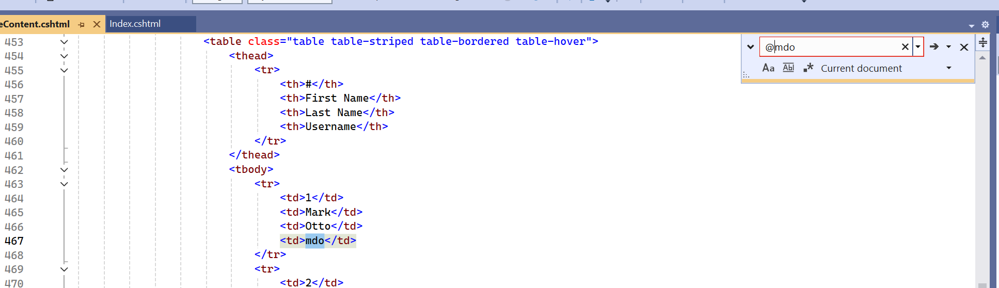 eContent.cshtml Index.cshtml
453 <table class="table table-striped table-bordered table-hover">
454 <thead>
455 <tr>
456 <th>#</th>
457 <th>First Name</th>
458 <th>Last Name</th>
459 <th>Username</th>
460 </tr>
461 </thead>
462 <tbody>
463 <tr>
464 <td>1</td>
465 <td>Mark</td>
466 <td>Otto</td>
467 <td>mdo</td>
468 </tr>
469 <tr>
470 <td>2</td>
@mdo
Aa Abl .* Current document